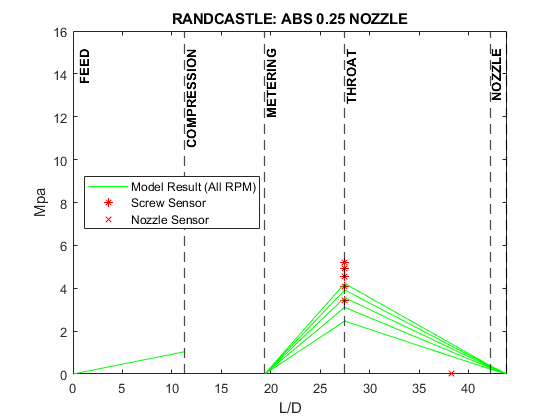 RANDCASTLE: ABS 0.25 NOZZLE
16
14
12
10
8
6
4
2
0
Mpa
FEED
COMPRESSION
METERING
THROAT
NOZZLE
Model Result (All RPM)
Screw Sensor
Nozzle Sensor
0
5
10
15
20
25
30
35
40
L/D